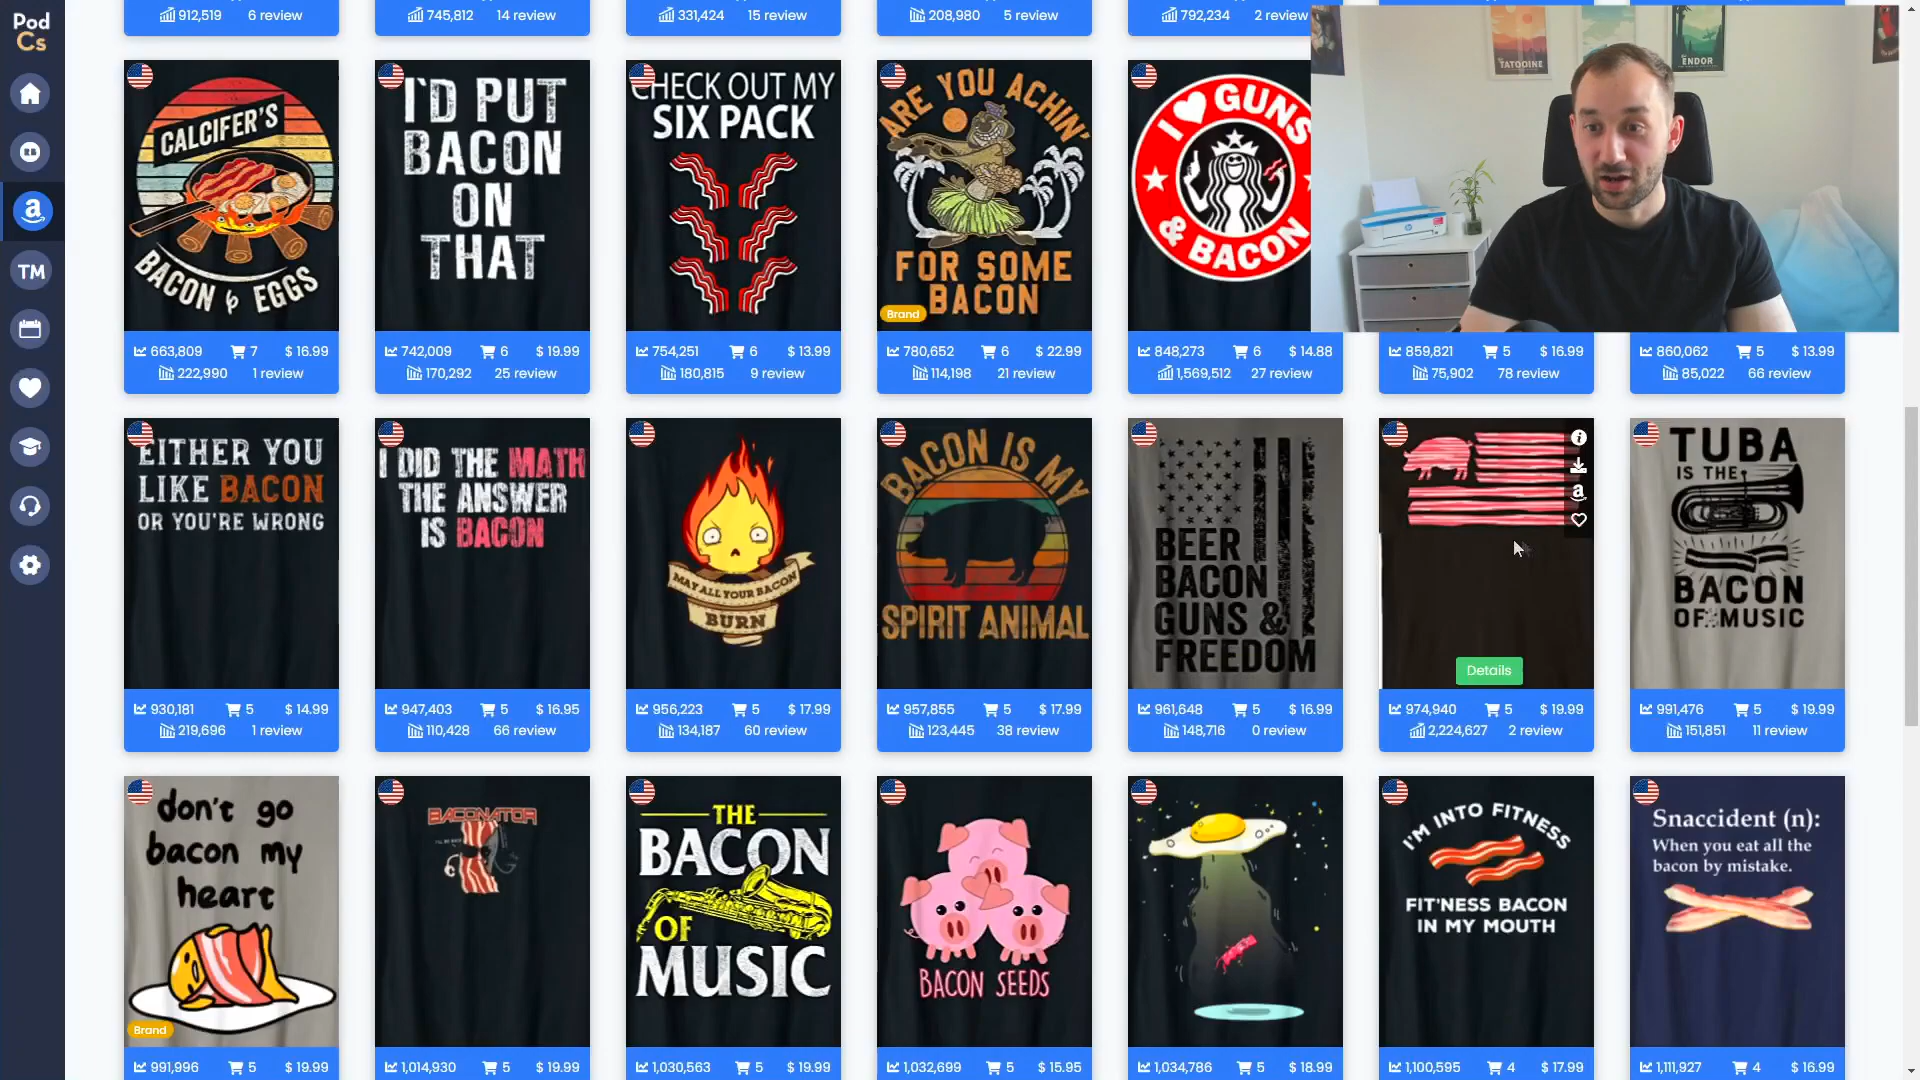 Pod
Cs
912,519 6 review
745,812 14 review
331,424 15 review
208,980 5 review
792,234 2 review
TM
CALCIFER'S
BACON & EGGS
663,809 7 $ 16.99
222,990 1 review
I'D PUT
BACON
ON
THAT
742,009 6 $ 19.99
170,292 25 review
CHECK OUT MY
SIX PACK
754,251 6 $ 13.99
180,815 9 review
ARE YOU ACHIN'
FOR SOME
BACON
Brand
780,652 6 $ 22.99
114,198 21 review
I GUNS
& BACON
848,273 6 $ 14.88
1,569,512 27 review
TATOOINE
ENDOR
hp
859,821 5 $ 16.99
75,902 78 review
860,062 5 $ 13.99
85,022 66 review
EITHER YOU
LIKE BACON
OR YOU'RE WRONG
930,181 5 $ 14.99
219,696 1 review
I DID THE MATH
THE ANSWER
IS BACON
947,403 5 $ 16.95
110,428 66 review
MAY ALL YOUR BACON
BURN
956,223 5 $ 17.99
134,187 60 review
BACON IS MY
SPIRIT ANIMAL
957,855 5 $ 17.99
123,445 38 review
BEER
BACON
GUNS &
FREEDOM
961,648 5 $ 16.99
148,716 0 review
Details
974,940 5 $ 19.99
2,224,627 2 review
TUBA
IS THE
BACON
OF MUSIC
991,476 5 $ 19.99
151,851 11 review
don't go
bacon my
heart
Brand
991,996 5 $ 19.99
BACONATOR
1,014,930 5 $ 19.99
THE
BACON
OF
MUSIC
1,030,563 5 $ 19.99
BACON SEEDS
1,032,699 5 $ 15.95
1,034,786 5 $ 18.99
I'M INTO FITNESS
FIT'NESS BACON
IN MY MOUTH
1,100,595 4 $ 17.99
Snaccident (n):
When you eat all the
bacon by mistake.
1,111,927 4 $ 16.99